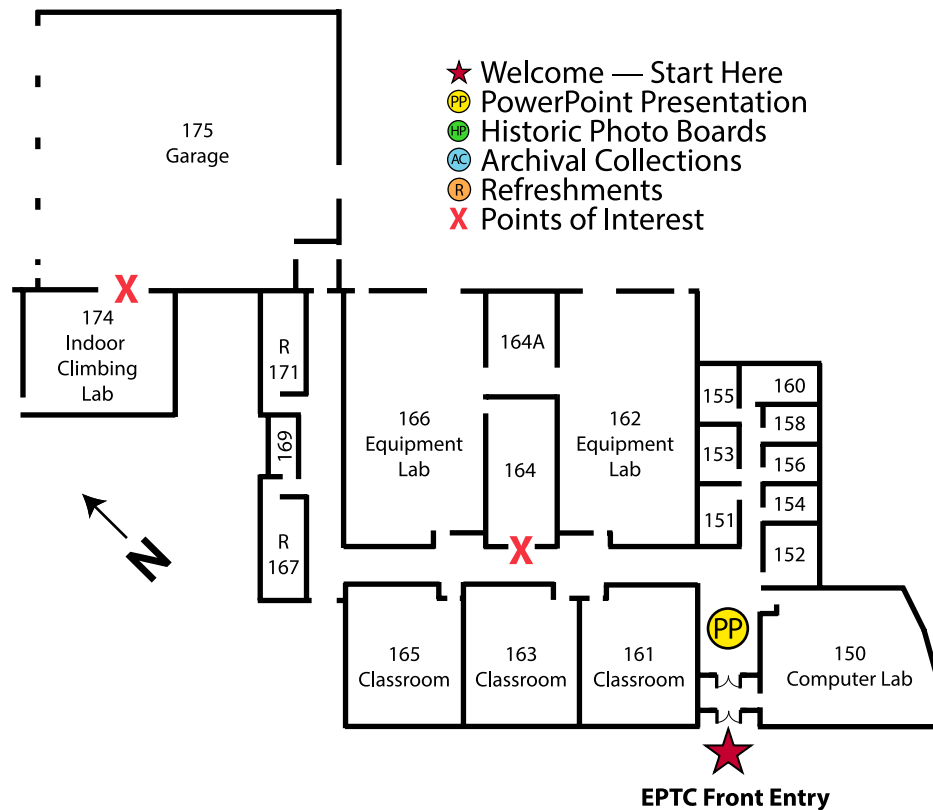 Welcome — Start Here
PP PowerPoint Presentation
HP Historic Photo Boards
AC Archival Collections
R Refreshments
X Points of Interest
175
Garage
X
174
Indoor
Climbing
Lab
R
171
169
R
167
N
164A
166
Equipment
Lab
164
162
Equipment
Lab
X
155
153
151
160
158
156
154
152
165
Classroom
163
Classroom
161
Classroom
PP
150
Computer Lab
EPTC Front Entry